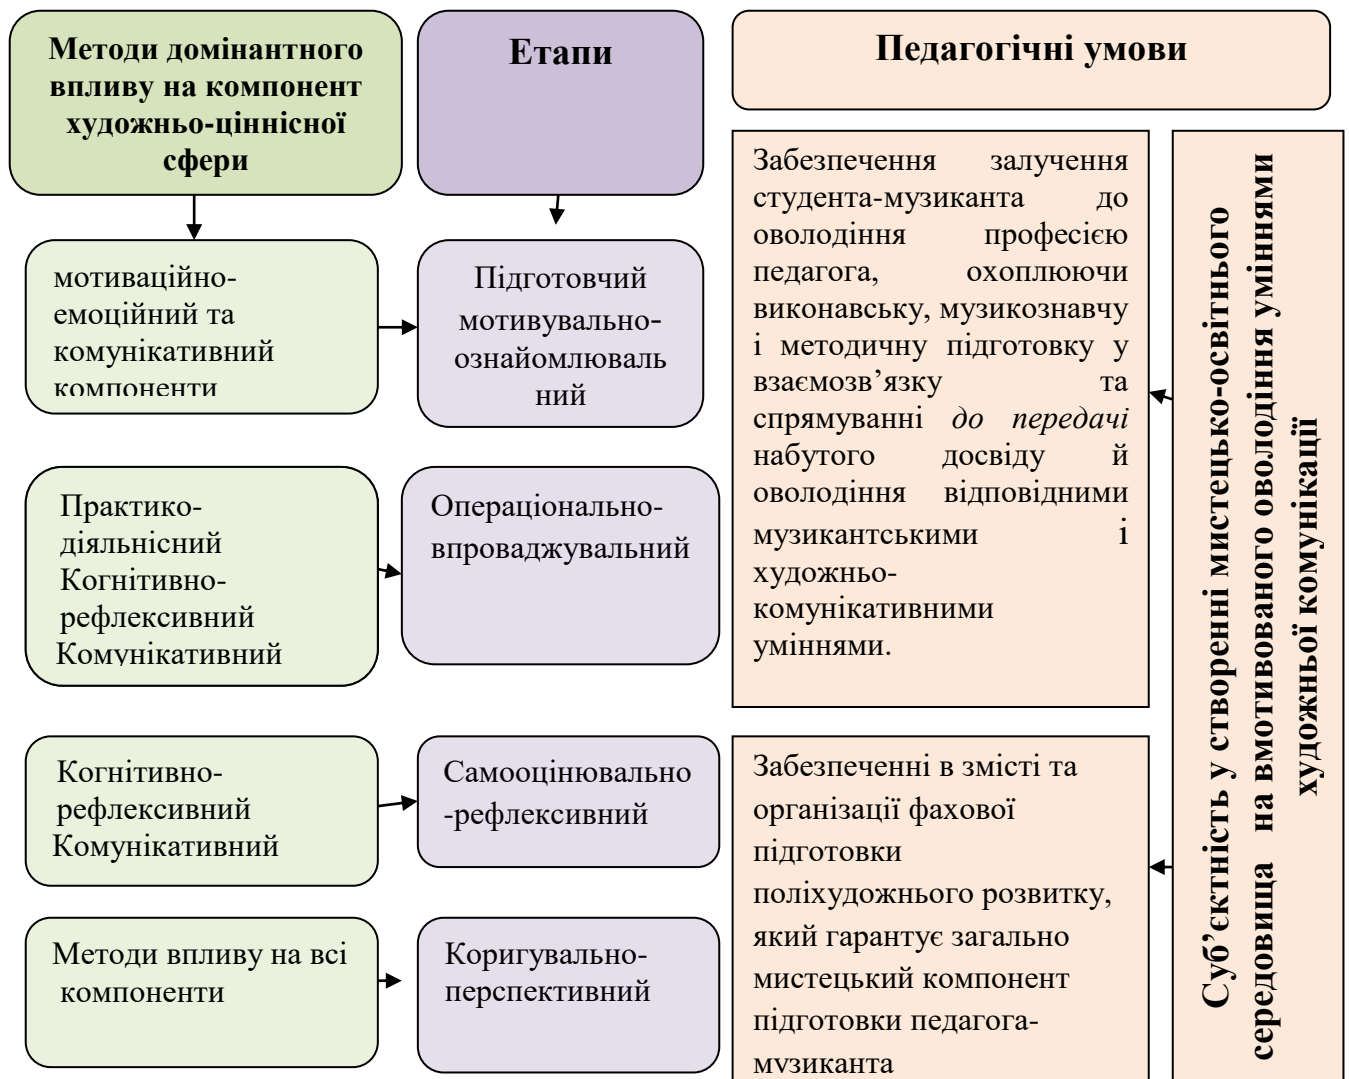 Методи домінантного
впливу на компонент
художньо-ціннісної
сфери
Етапи
Педагогічні умови
мотиваційно-
емоційний та
комунікативний
компоненти
Підготовчий
мотивувально-
ознайомлюваль
ний
Практико-
діяльнісний
Когнітивно-
рефлексивний
Комунікативний
Операціонально-
впроваджувальний
Когнітивно-
рефлексивний
Комунікативний
Самооцінювально
-рефлексивний
Методи впливу на всі
компоненти
Коригувально-
перспективний
Забезпечення залучення
студента-музиканта до
оволодіння професією
педагога, охоплюючи
виконавську, музикознавчу
і методичну підготовку у
взаємозв’язку та
спрямуванні до передачі
набутого досвіду й
оволодіння відповідними
музикантськими і
художньо-
комунікативними
уміннями.
Забезпеченні в змісті та
організації фахової
підготовки
поліхудожнього розвитку,
який гарантує загально
мистецький компонент
підготовки педагога-
музиканта
Суб’єктність у створенні мистецько-освітнього
середовища на вмотивованого оволодіння уміннями
художньої комунікації